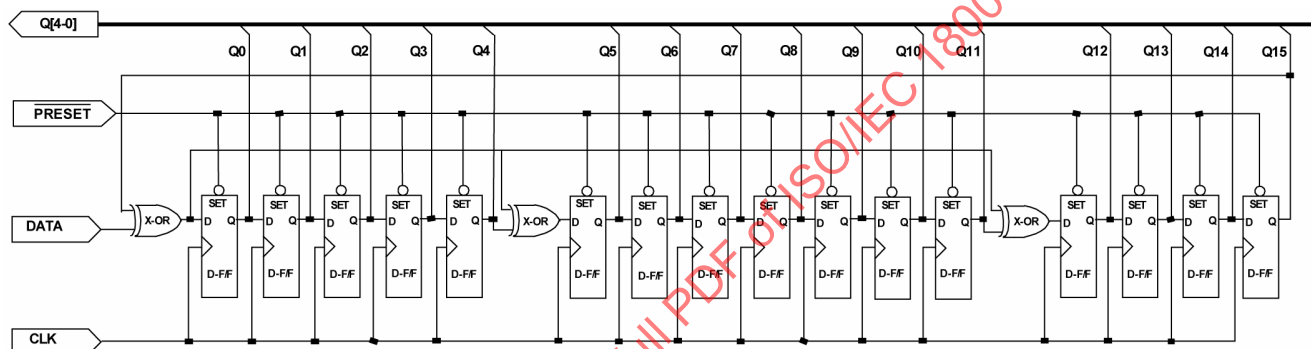 Q[4-0]
Q0 Q1 Q2 Q3 Q4 Q5 Q6 Q7 Q8 Q9 Q10 Q11 Q12 Q13 Q14 Q15
PRESET
SET SET SET SET SET SET SET SET SET SET SET SET SET SET SET SET
DATA
X-OR D Q D Q D Q D Q D Q X-OR D Q D Q D Q D Q D Q D Q D Q X-OR D Q D Q D Q D Q
D-F/F D-F/F D-F/F D-F/F D-F/F D-F/F D-F/F D-F/F D-F/F D-F/F D-F/F D-F/F D-F/F D-F/F D-F/F D-F/F
CLK
ull PDF of ISO/IEC 1800